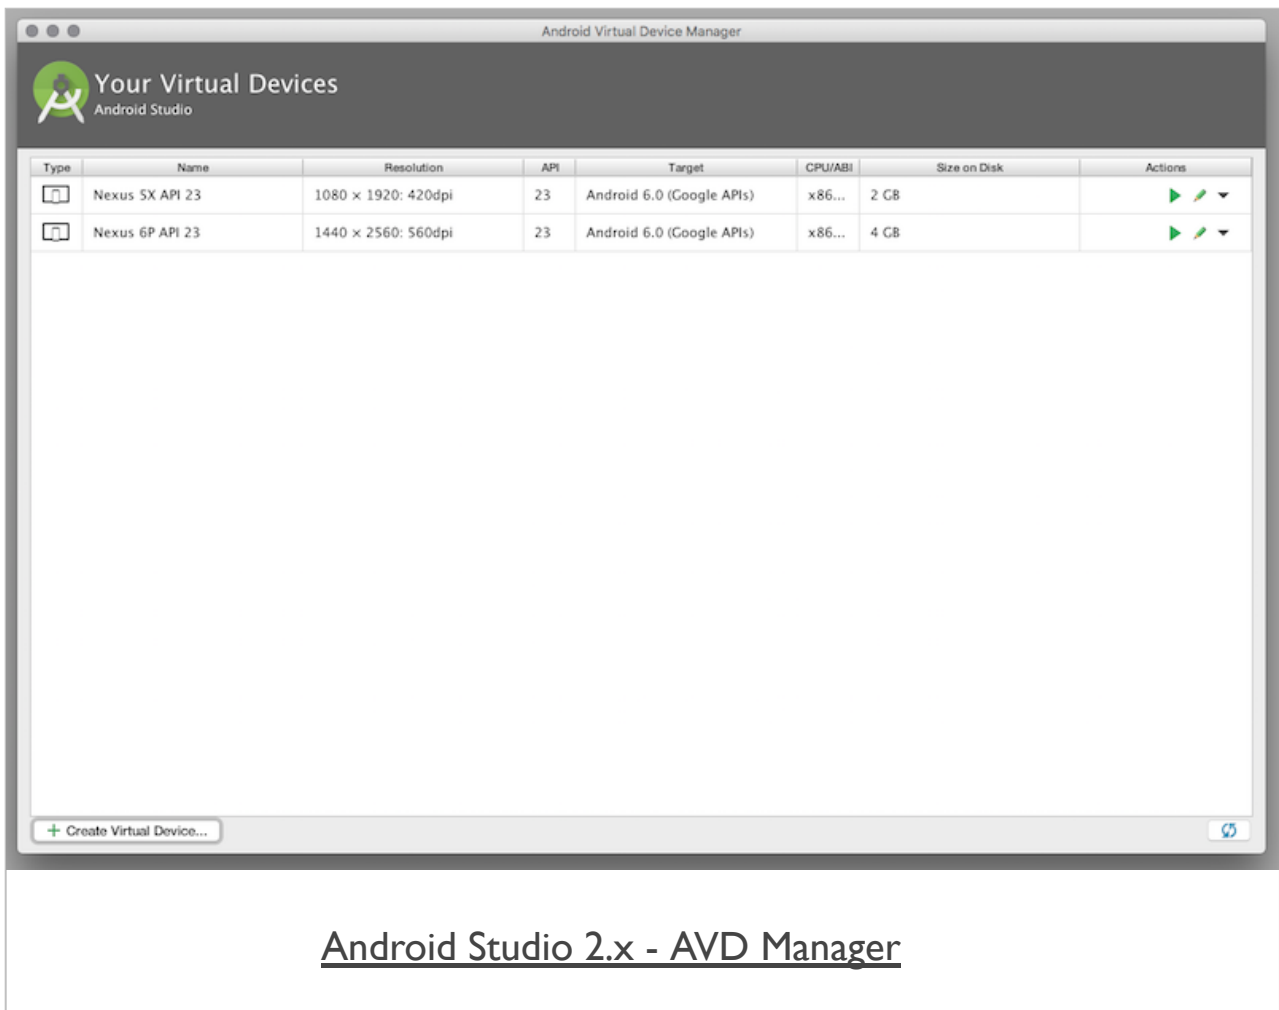 Android Virtual Device Manager
Your Virtual Devices
Android Studio
Type Name Resolution API Target CPU/ABI Size on Disk Actions
Nexus 5X API 23 1080 × 1920: 420dpi 23 Android 6.0 (Google APIs) x86... 2 GB
Nexus 6P API 23 1440 × 2560: 560dpi 23 Android 6.0 (Google APIs) x86... 4 GB
+ Create Virtual Device...
Android Studio 2.x - AVD Manager